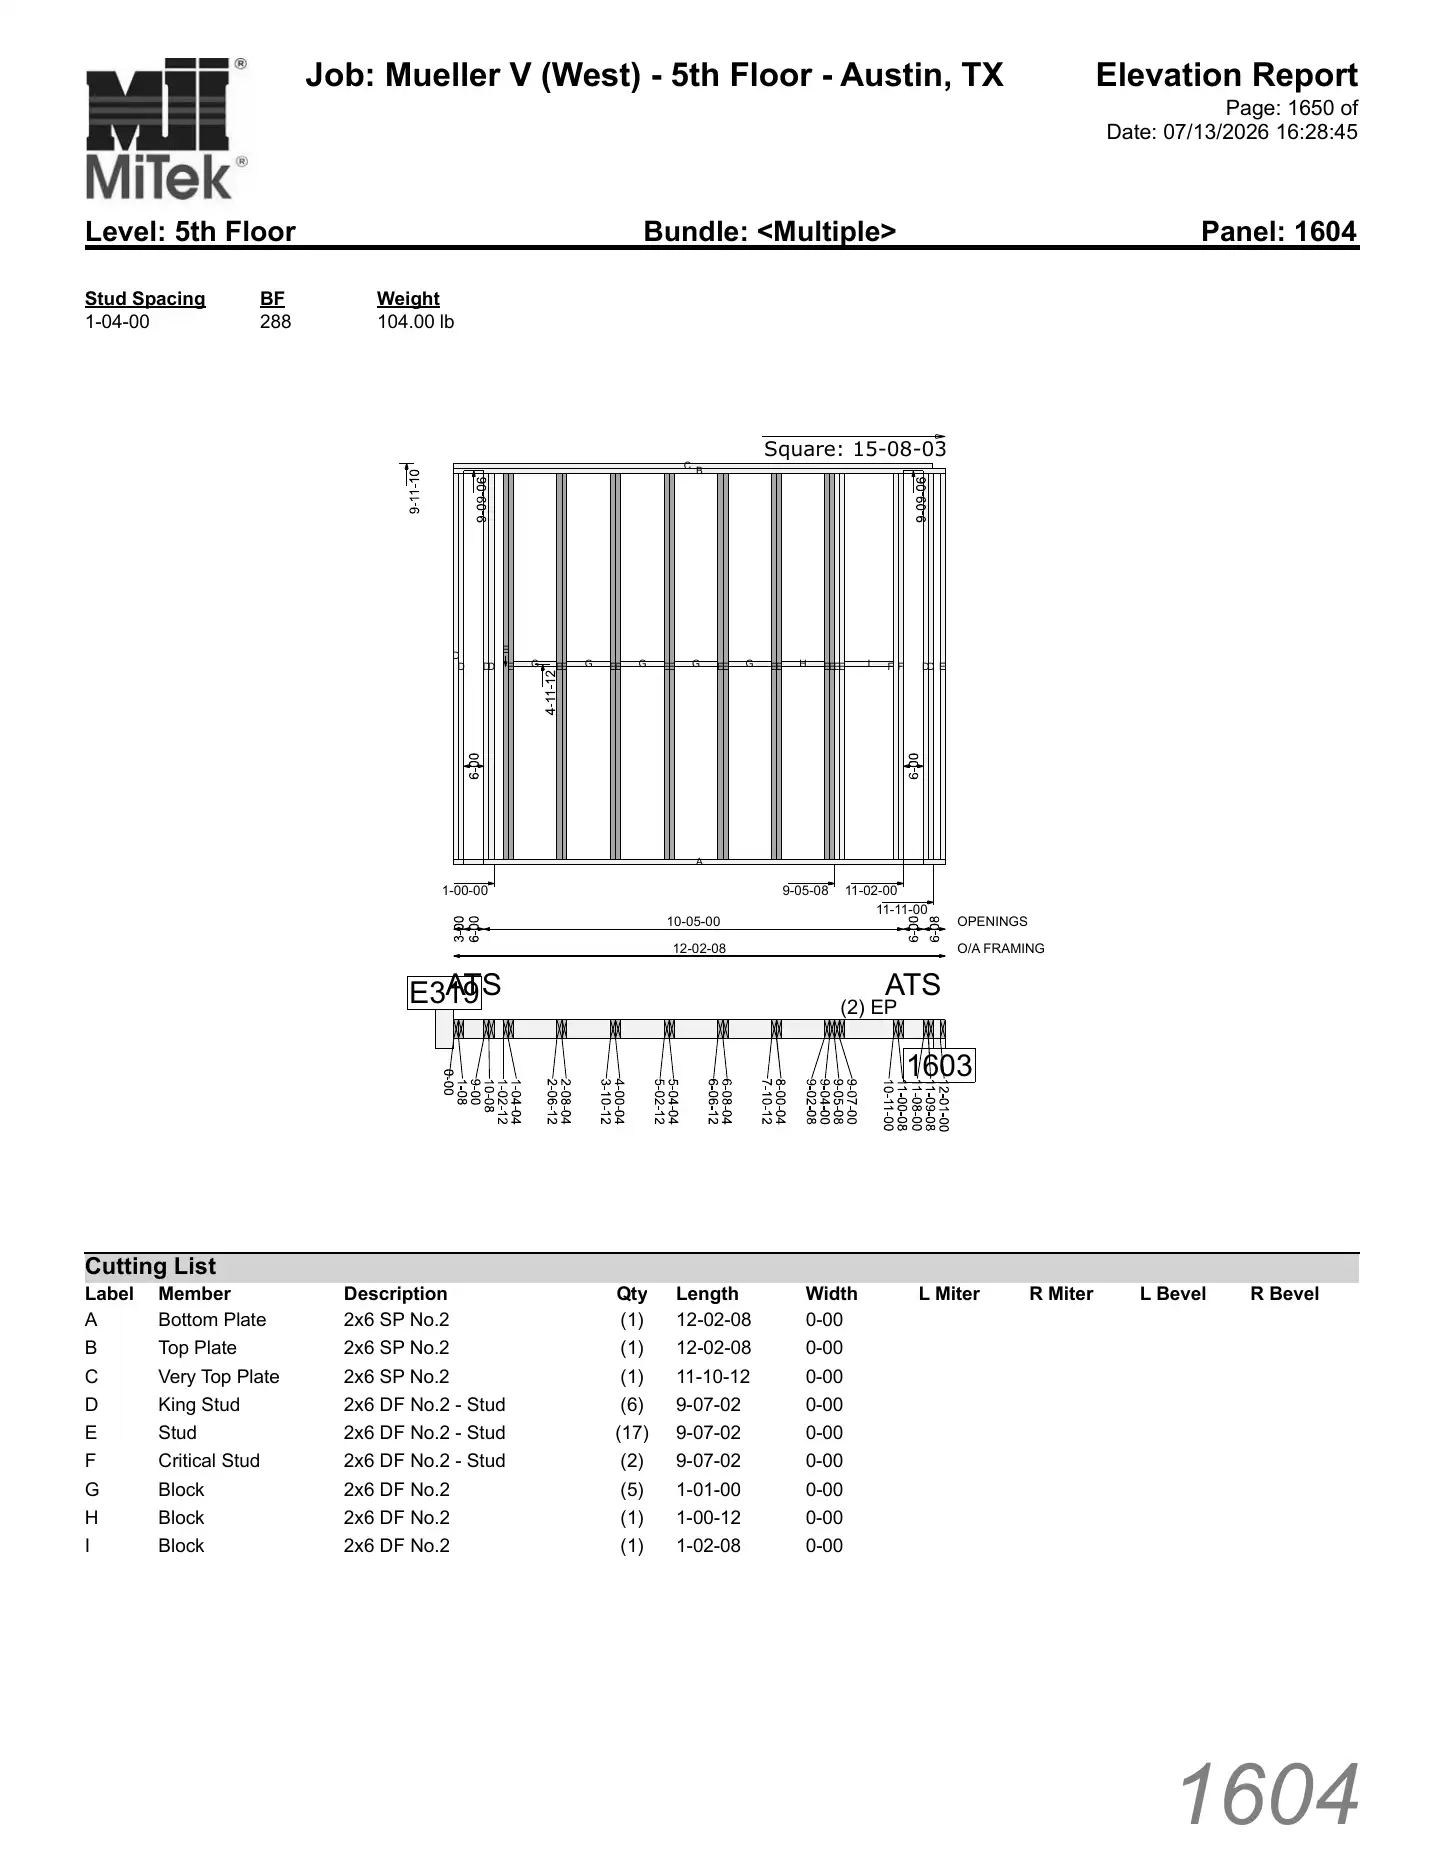 Job: Mueller V (West) - 5th Floor - Austin, TX
Elevation Report
Page: 1650 of
Date: 07/13/2026 16:28:45
MiTek®
Level: 5th Floor Bundle: <Multiple> Panel: 1604
Stud Spacing BF Weight
1-04-00 288 104.00 lb
Square: 15-08-03
C B
9-11-10
9-09-06
9-09-06
D D D E G G G G G H I F F D D E
4-11-12
6-00
6-00
A
1-00-00 9-05-08 11-02-00
11-11-00
3-00 6-00 10-05-00 6-00 6-08 OPENINGS
12-02-08 O/A FRAMING
E319 ATS ATS
(2) EP
1603
0-00 1-08 9-00 10-08 1-02-12 1-04-04 2-06-12 2-08-04 3-10-12 4-00-04 5-02-12 5-04-04 6-06-12 6-08-04 7-10-12 8-00-04 9-02-08 9-04-00 9-05-08 9-07-00 10-11-00 11-00-08 11-08-00 11-09-08 12-01-00
Cutting List
Label Member Description Qty Length Width L Miter R Miter L Bevel R Bevel
A Bottom Plate 2x6 SP No.2 (1) 12-02-08 0-00
B Top Plate 2x6 SP No.2 (1) 12-02-08 0-00
C Very Top Plate 2x6 SP No.2 (1) 11-10-12 0-00
D King Stud 2x6 DF No.2 - Stud (6) 9-07-02 0-00
E Stud 2x6 DF No.2 - Stud (17) 9-07-02 0-00
F Critical Stud 2x6 DF No.2 - Stud (2) 9-07-02 0-00
G Block 2x6 DF No.2 (5) 1-01-00 0-00
H Block 2x6 DF No.2 (1) 1-00-12 0-00
I Block 2x6 DF No.2 (1) 1-02-08 0-00
1604